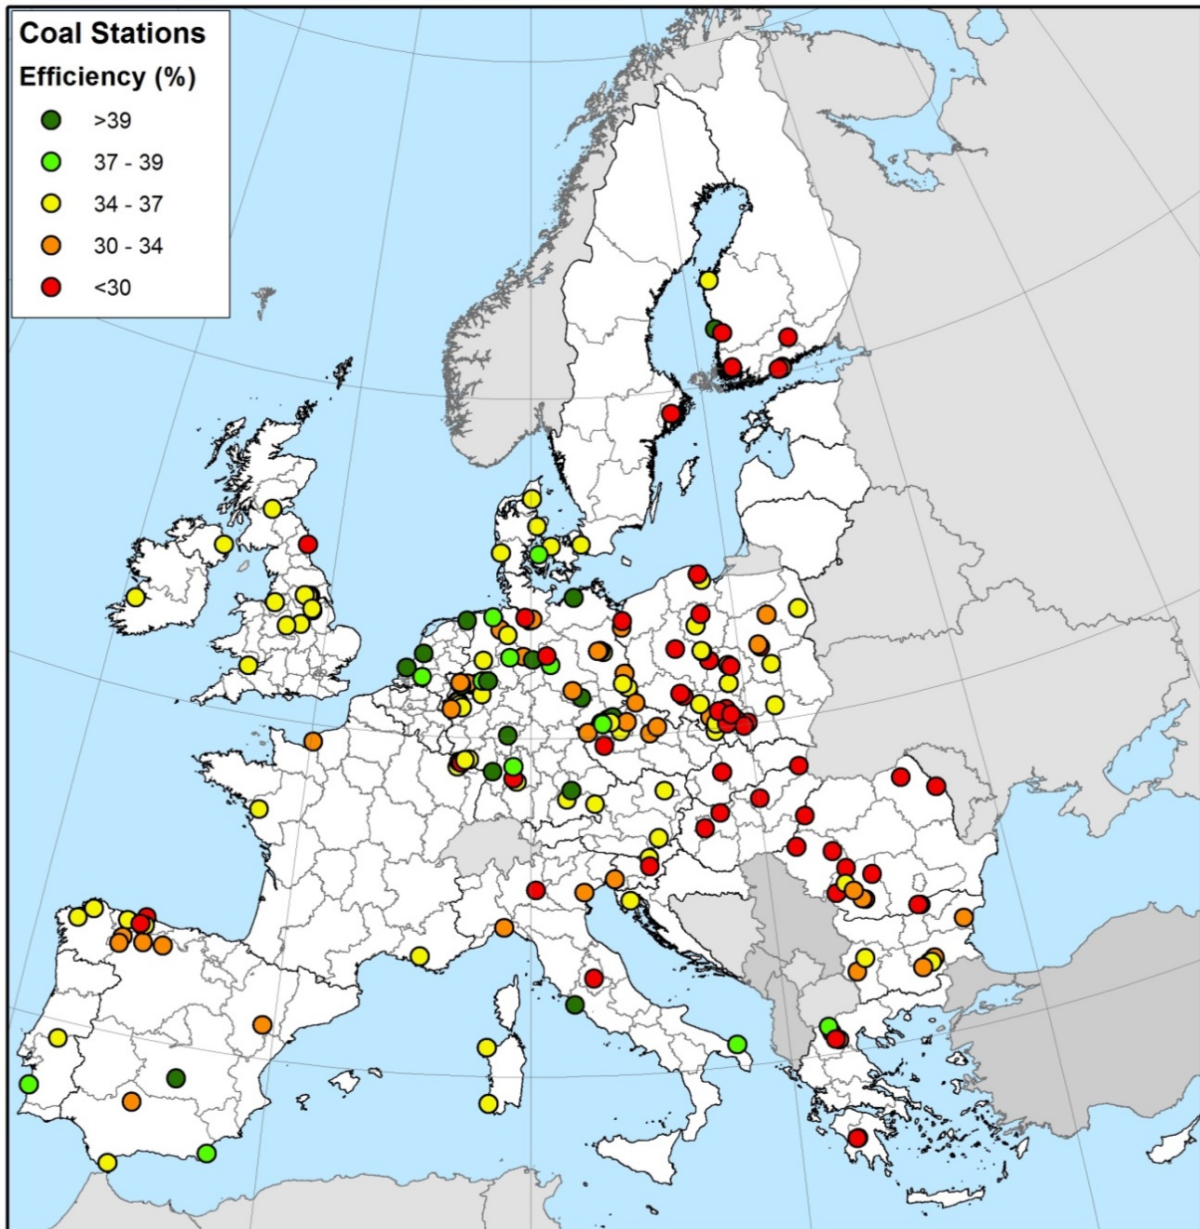 Coal Stations
Efficiency (%)
>39
37 - 39
34 - 37
30 - 34
<30